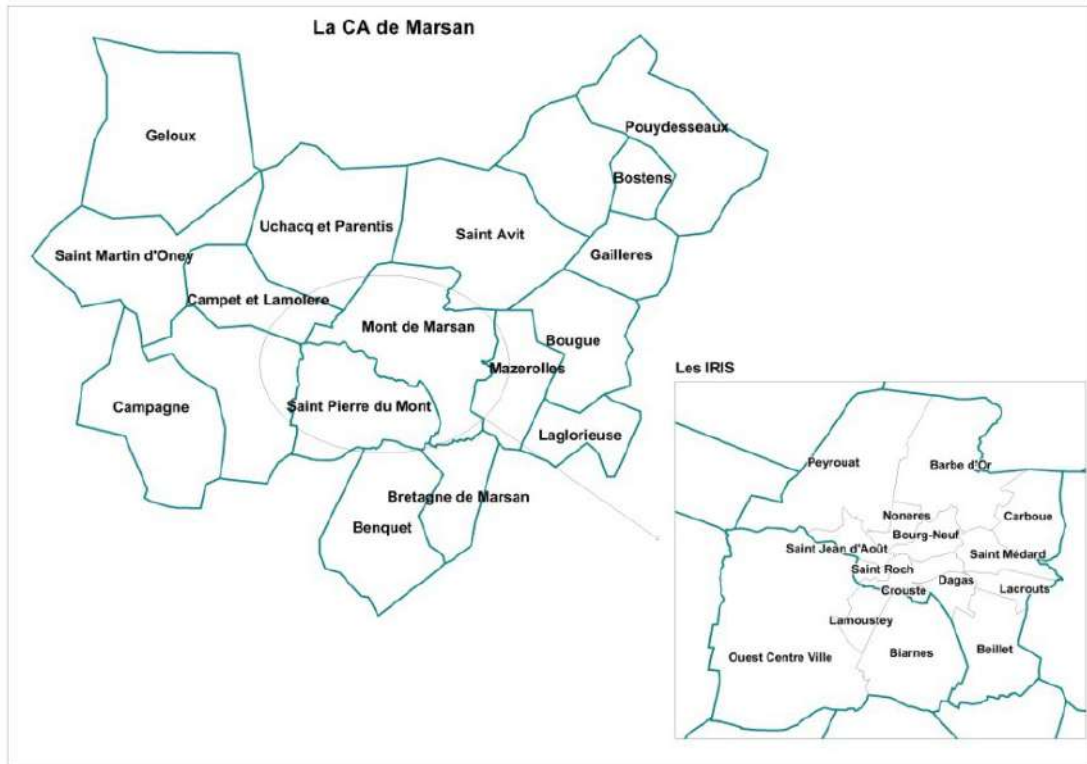 La CA de Marsan
Pouydesseaux
Geloux
Bostens
Uchacq et Parentis
Saint Avit
Saint Martin d'Oney
Gailleres
Campet et Lamolere
Mont de Marsan
Bougue
Mazerolles
Campagne
Saint Pierre du Mont
Laglorieuse
Bretagne de Marsan
Benquet
Les IRIS
Peyrouat
Barbe d'Or
Noneres
Carboue
Bourg-Neuf
Saint Jean d'Août
Saint Médard
Saint Roch
Dagas
Crouste
Lacrouts
Lamoustey
Ouest Centre Ville
Biarnes
Beillet